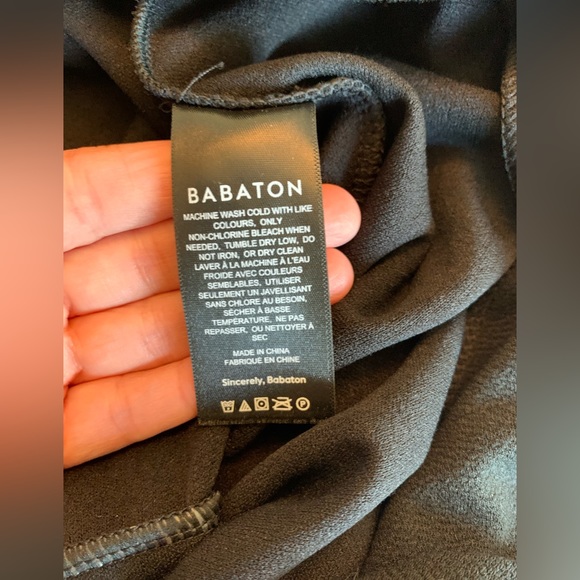 BABATON
MACHINE WASH COLD WITH LIKE
COLOURS, ONLY
NON-CHLORINE BLEACH WHEN
NEEDED, TUMBLE DRY LOW, DO
NOT IRON, OR DRY CLEAN
LAVER À LA MACHINE À L'EAU
FROIDE AVEC COULEURS
SEMBLABLES, UTILISER
SEULEMENT UN JAVELLISANT
SANS CHLORE AU BESOIN,
SÉCHER À BASSE
TEMPÉRATURE, NE PAS
REPASSER, OU NETTOYER À
SEC
MADE IN CHINA
FABRIQUÉ EN CHINE
Sincerely, Babaton
P